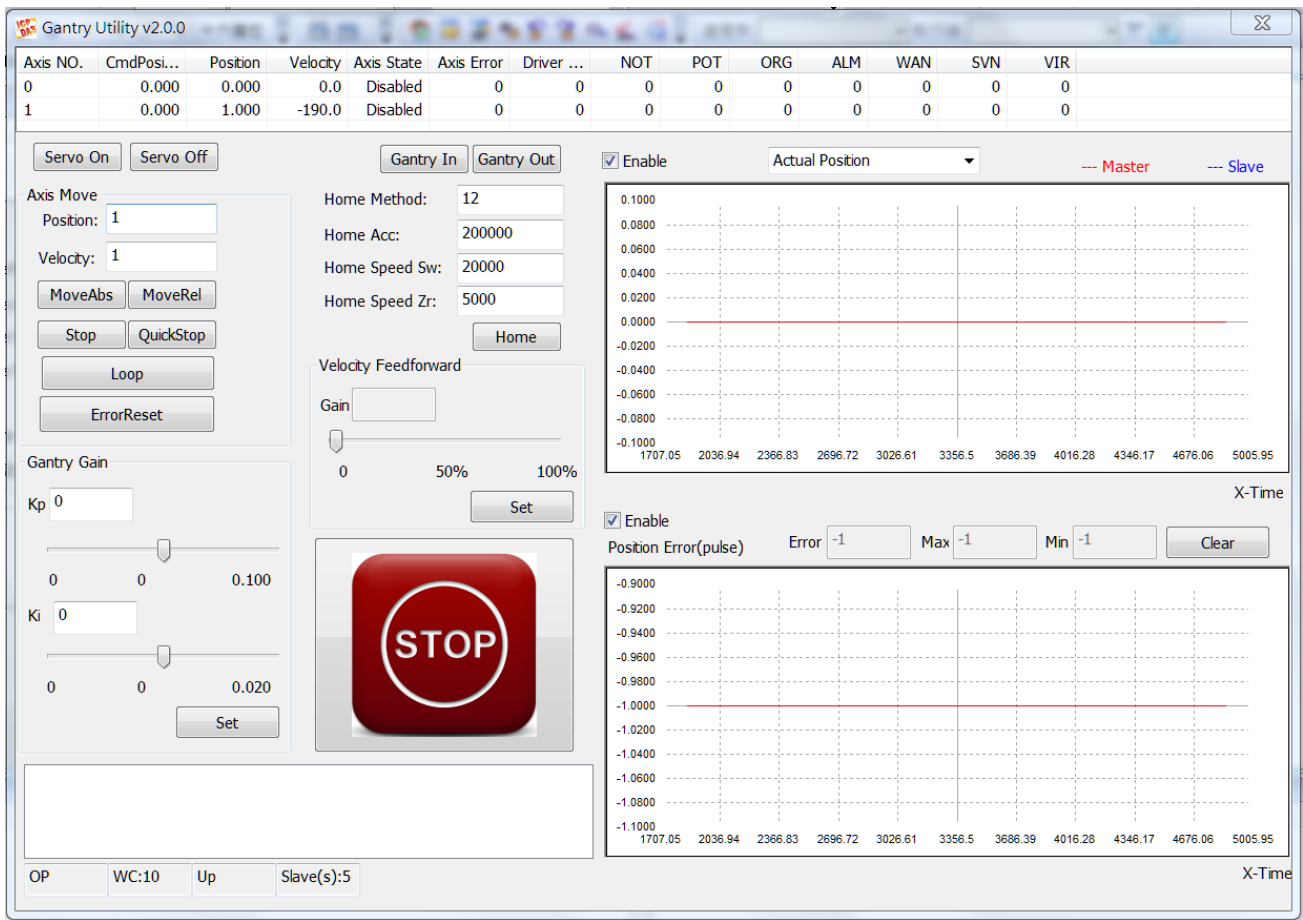 Gantry Utility v2.0.0
Axis NO. CmdPosi... Position Velocity Axis State Axis Error Driver ... NOT POT ORG ALM WAN SVN VIR
0 0.000 0.000 0.0 Disabled 0 0 0 0 0 0 0 0 0
1 0.000 1.000 -190.0 Disabled 0 0 0 0 0 0 0 0 0
Servo On Servo Off Gantry In Gantry Out
Axis Move
Position: 1
Velocity: 1
MoveAbs MoveRel
Stop QuickStop
Loop
ErrorReset
Home Method: 12
Home Acc: 200000
Home Speed Sw: 20000
Home Speed Zr: 5000
Home
Velocity Feedforward
Gain
0 50% 100%
Set
Gantry Gain
Kp 0
0 0 0.100
Ki 0
0 0 0.020
Set
STOP
Enable Actual Position --- Master --- Slave
0.1000
0.0800
0.0600
0.0400
0.0200
0.0000
-0.0200
-0.0400
-0.0600
-0.0800
-0.1000
1707.05 2036.94 2366.83 2696.72 3026.61 3356.5 3686.39 4016.28 4346.17 4676.06 5005.95
X-Time
Enable
Position Error(pulse) Error -1 Max -1 Min -1 Clear
-0.9000
-0.9200
-0.9400
-0.9600
-0.9800
-1.0000
-1.0200
-1.0400
-1.0600
-1.0800
-1.1000
1707.05 2036.94 2366.83 2696.72 3026.61 3356.5 3686.39 4016.28 4346.17 4676.06 5005.95
X-Time
OP WC:10 Up Slave(s):5